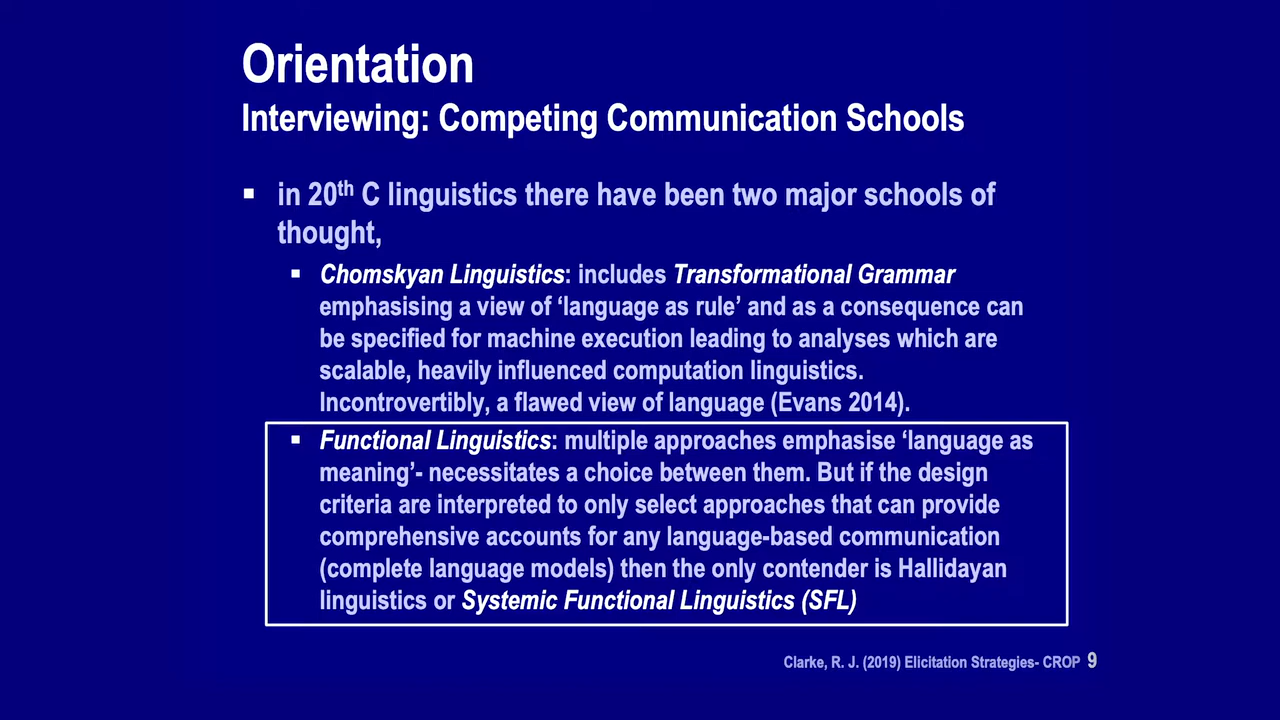 Orientation
Interviewing: Competing Communication Schools
▪ in 20th C linguistics there have been two major schools of
thought,
▪ Chomskyan Linguistics: includes Transformational Grammar
emphasising a view of ‘language as rule’ and as a consequence can
be specified for machine execution leading to analyses which are
scalable, heavily influenced computation linguistics.
Incontrovertibly, a flawed view of language (Evans 2014).
▪ Functional Linguistics: multiple approaches emphasise ‘language as
meaning’- necessitates a choice between them. But if the design
criteria are interpreted to only select approaches that can provide
comprehensive accounts for any language-based communication
(complete language models) then the only contender is Hallidayan
linguistics or Systemic Functional Linguistics (SFL)
Clarke, R. J. (2019) Elicitation Strategies- CROP 9